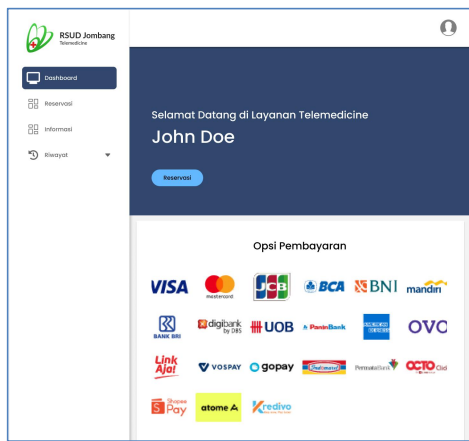 RSUD Jombang
Telemedicine
Dashboard
Reservasi
Informasi
Riwayat
Selamat Datang di Layanan Telemedicine
John Doe
Reservasi
Opsi Pembayaran
VISA
mastercard
JCB
BCA
BNI
mandiri
BANK BRI
digibank
by DBS
UOB
PaninBank
OVO
Link
Aja!
VOSPAY
gopay
Indomaret
PermataBank
OCTO Clicks
Shopee
Pay
atome
Kredivo